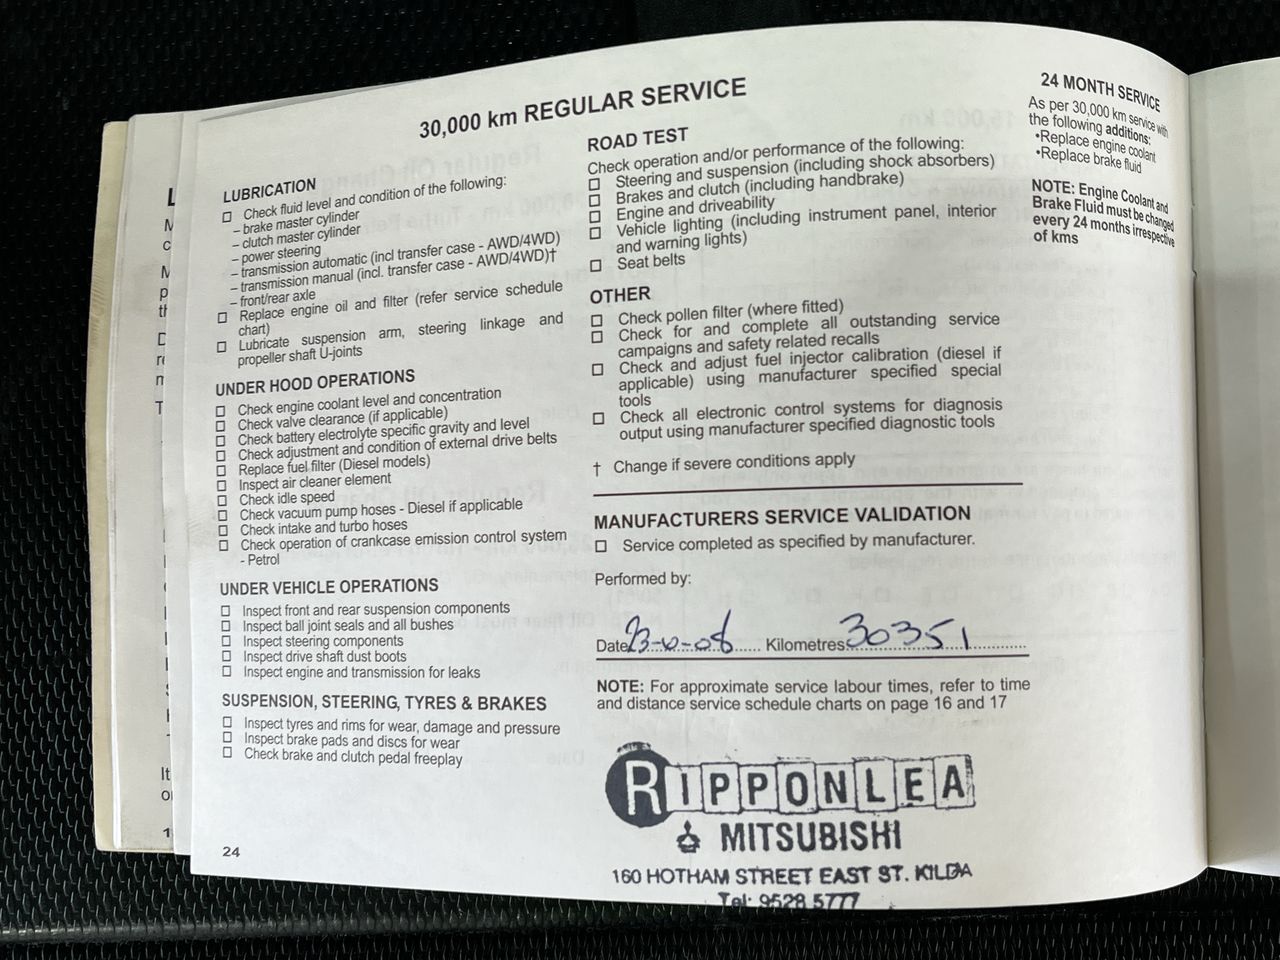 30,000 km REGULAR SERVICE
LUBRICATION
Check fluid level and condition of the following:
– brake master cylinder
– clutch master cylinder
– power steering
– transmission automatic (incl transfer case - AWD/4WD)
– transmission manual (incl. transfer case - AWD/4WD)†
– front/rear axle
Replace engine oil and filter (refer service schedule
chart)
Lubricate suspension arm, steering linkage and
propeller shaft U-joints
UNDER HOOD OPERATIONS
Check engine coolant level and concentration
Check valve clearance (if applicable)
Check battery electrolyte specific gravity and level
Check adjustment and condition of external drive belts
Replace fuel filter (Diesel models)
Inspect air cleaner element
Check idle speed
Check vacuum pump hoses - Diesel if applicable
Check intake and turbo hoses
Check operation of crankcase emission control system
- Petrol
UNDER VEHICLE OPERATIONS
Inspect front and rear suspension components
Inspect ball joint seals and all bushes
Inspect steering components
Inspect drive shaft dust boots
Inspect engine and transmission for leaks
SUSPENSION, STEERING, TYRES & BRAKES
Inspect tyres and rims for wear, damage and pressure
Inspect brake pads and discs for wear
Check brake and clutch pedal freeplay
24
ROAD TEST
Check operation and/or performance of the following:
Steering and suspension (including shock absorbers)
Brakes and clutch (including handbrake)
Engine and driveability
Vehicle lighting (including instrument panel, interior
and warning lights)
Seat belts
OTHER
Check pollen filter (where fitted)
Check for and complete all outstanding service
campaigns and safety related recalls
Check and adjust fuel injector calibration (diesel if
applicable) using manufacturer specified special
tools
Check all electronic control systems for diagnosis
output using manufacturer specified diagnostic tools
† Change if severe conditions apply
MANUFACTURERS SERVICE VALIDATION
Service completed as specified by manufacturer.
Performed by:
Date Kilometres 30351
NOTE: For approximate service labour times, refer to time
and distance service schedule charts on page 16 and 17
RIPPONLEA
MITSUBISHI
160 HOTHAM STREET EAST ST. KILDA
Tel: 9528 5777
24 MONTH SERVICE
As per 30,000 km service with
the following additions:
•Replace engine coolant
•Replace brake fluid
NOTE: Engine Coolant and
Brake Fluid must be changed
every 24 months irrespective
of kms